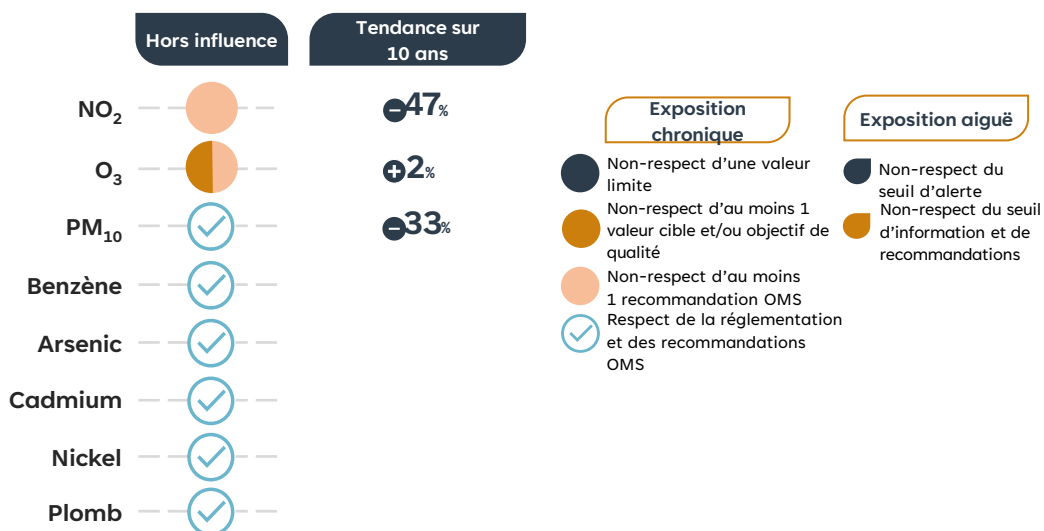 Hors influence
Tendance sur
10 ans
NO2
−47%
O3
+2%
PM10
−33%
Benzène
Arsenic
Cadmium
Nickel
Plomb
Exposition
chronique
Non-respect d'une valeur
limite
Non-respect d'au moins 1
valeur cible et/ou objectif de
qualité
Non-respect d'au moins
1 recommandation OMS
Respect de la réglementation
et des recommandations
OMS
Exposition aiguë
Non-respect du
seuil d'alerte
Non-respect du seuil
d'information et de
recommandations